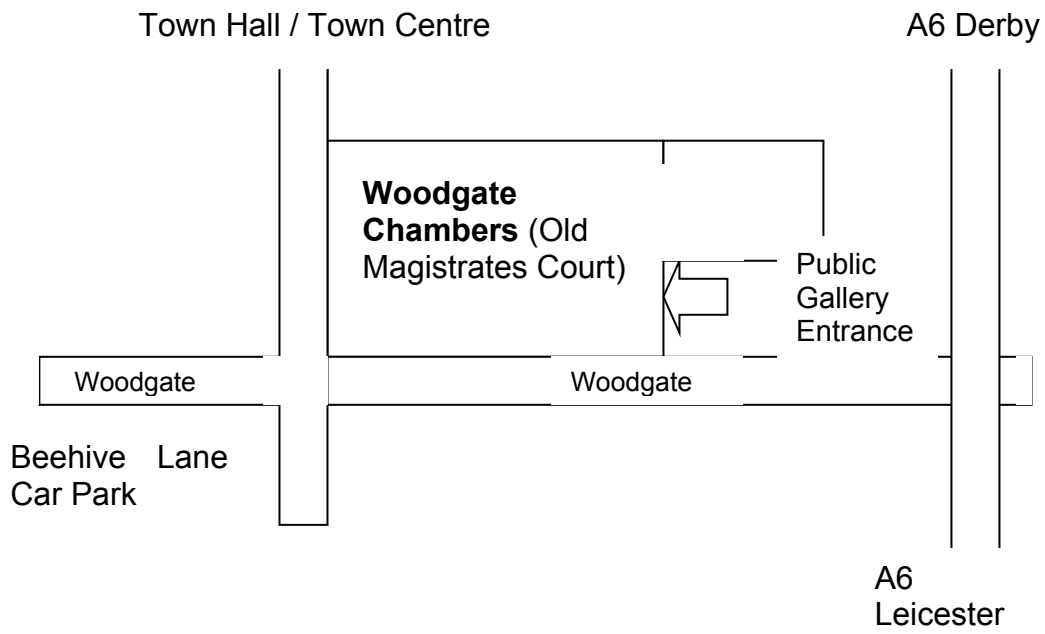 Town Hall / Town Centre
A6 Derby
Woodgate
Chambers (Old
Magistrates Court)
Public
Gallery
Entrance
Woodgate
Woodgate
Beehive Lane
Car Park
A6
Leicester